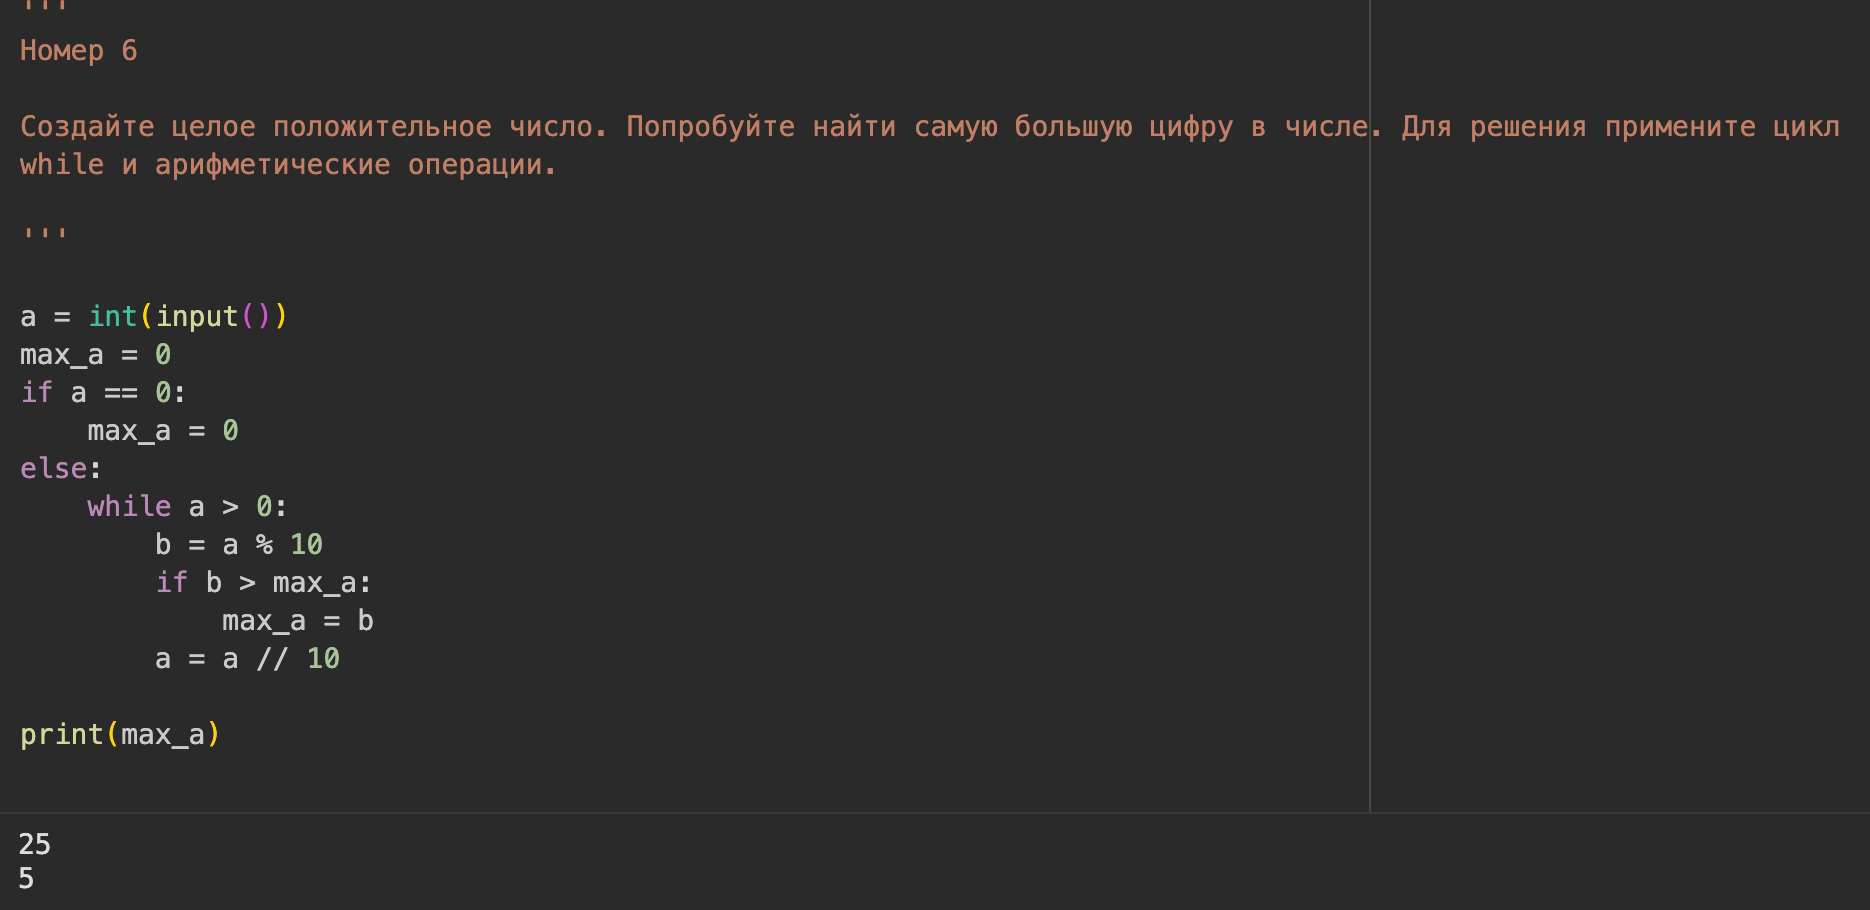 '''
Номер 6
Создайте целое положительное число. Попробуйте найти самую большую цифру в числе. Для решения примените цикл
while и арифметические операции.
'''
a = int(input())
max_a = 0
if a == 0:
    max_a = 0
else:
    while a > 0:
        b = a % 10
        if b > max_a:
            max_a = b
        a = a // 10
print(max_a)
25
5